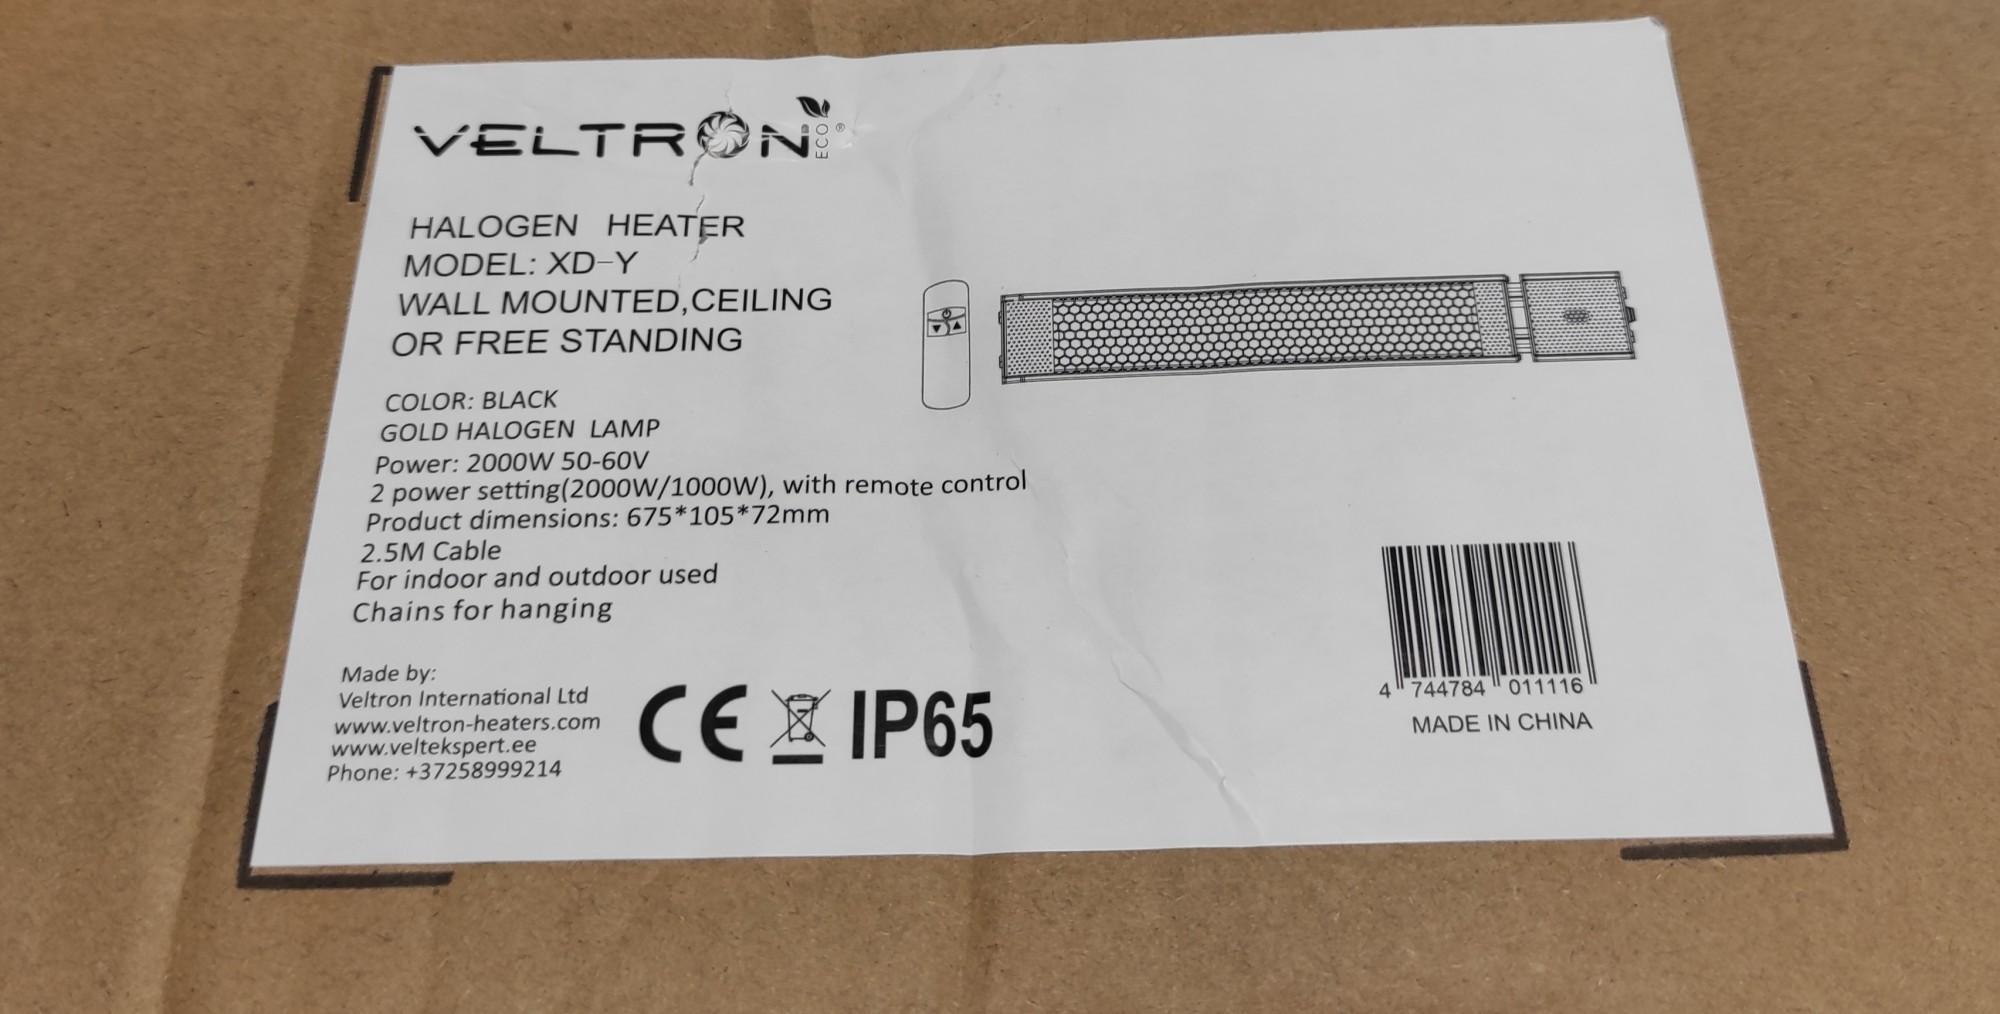 VELTRON ECO ®
HALOGEN HEATER
MODEL: XD-Y
WALL MOUNTED,CEILING
OR FREE STANDING
COLOR: BLACK
GOLD HALOGEN LAMP
Power: 2000W 50-60V
2 power setting(2000W/1000W), with remote control
Product dimensions: 675*105*72mm
2.5M Cable
For indoor and outdoor used
Chains for hanging
Made by:
Veltron International Ltd
www.veltron-heaters.com
www.veltekspert.ee
Phone: +37258999214
CE IP65
4 744784 011116
MADE IN CHINA